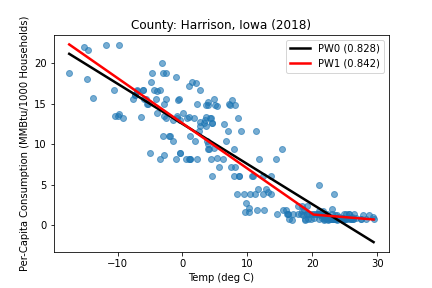 County: Harrison, Iowa (2018)
PW0 (0.828)
PW1 (0.842)
Per-Capita Consumption (MMBtu/1000 Households)
20
15
10
5
0
−10
0
10
20
30
Temp (deg C)